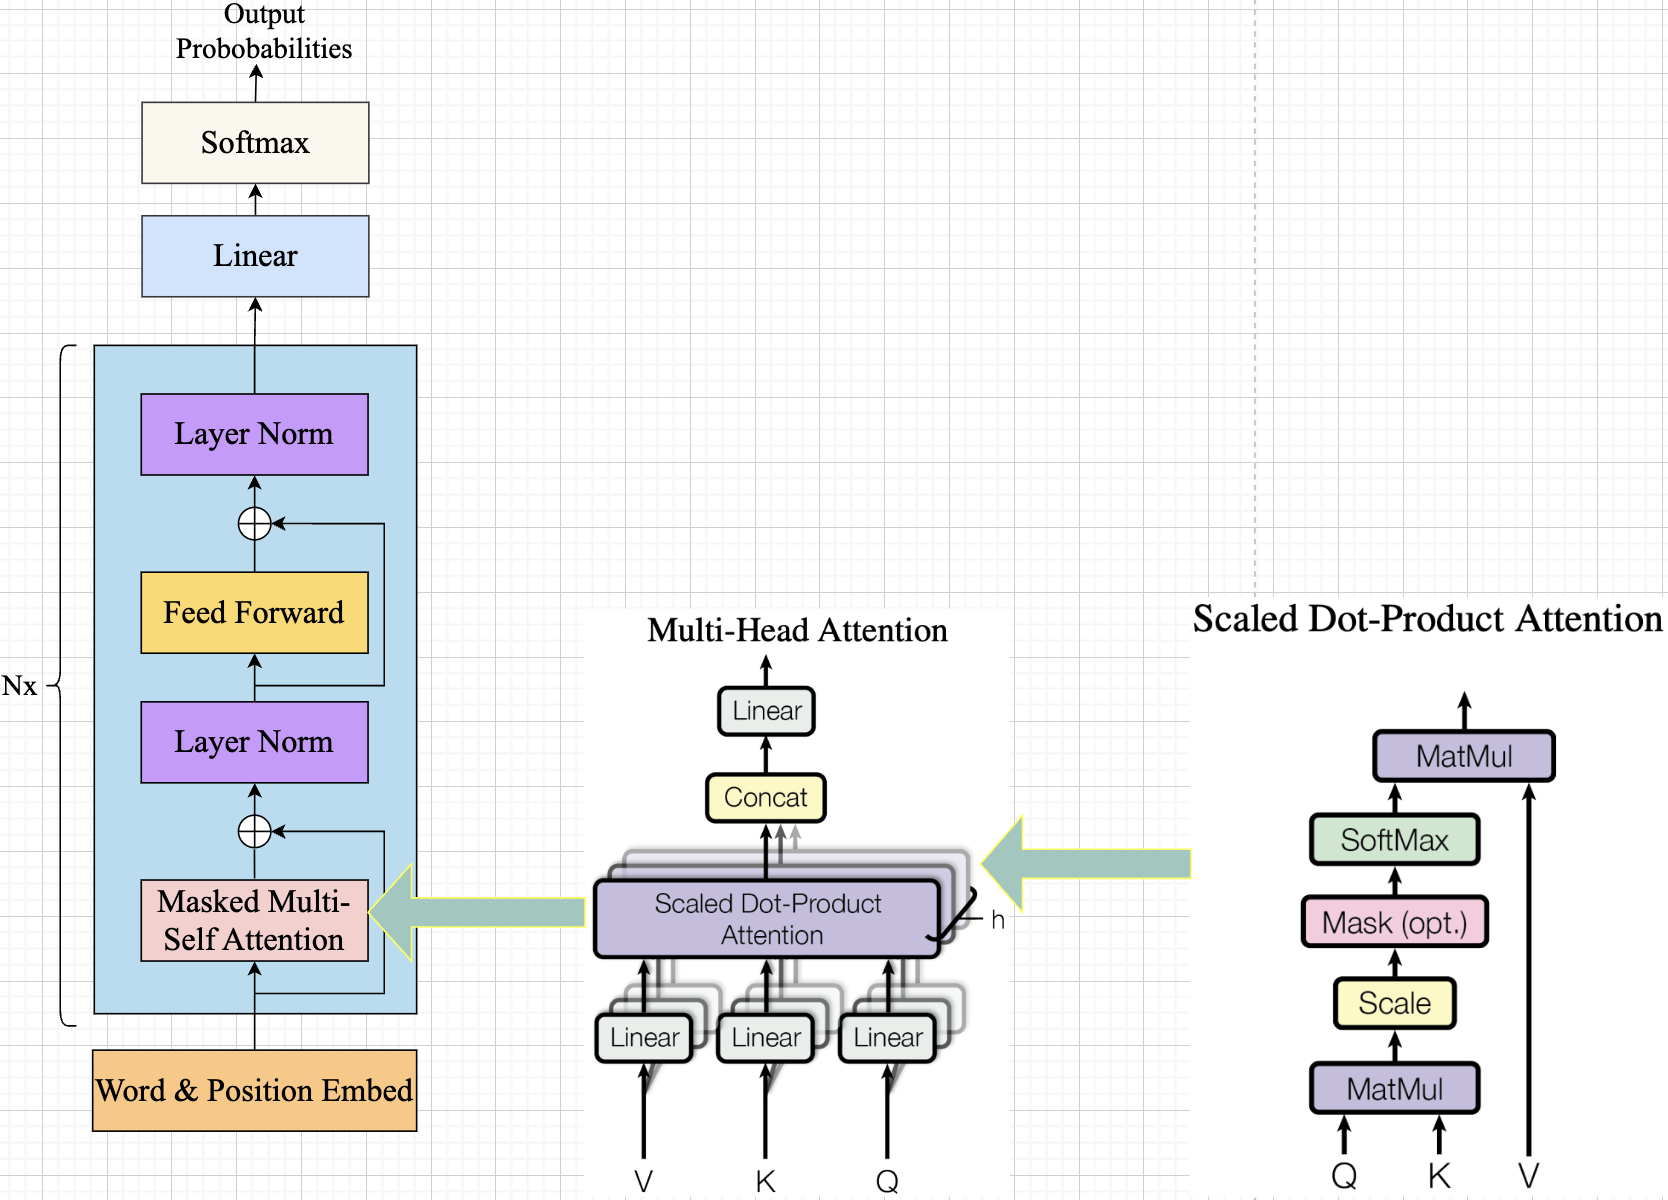 Output
Probobabilities
Softmax
Linear
Layer Norm
Feed Forward
Nx
Layer Norm
Masked Multi-
Self Attention
Word & Position Embed
Multi-Head Attention
Linear
Concat
Scaled Dot-Product
Attention
h
Linear
Linear
Linear
V
K
Q
Scaled Dot-Product Attention
MatMul
SoftMax
Mask (opt.)
Scale
MatMul
Q
K
V